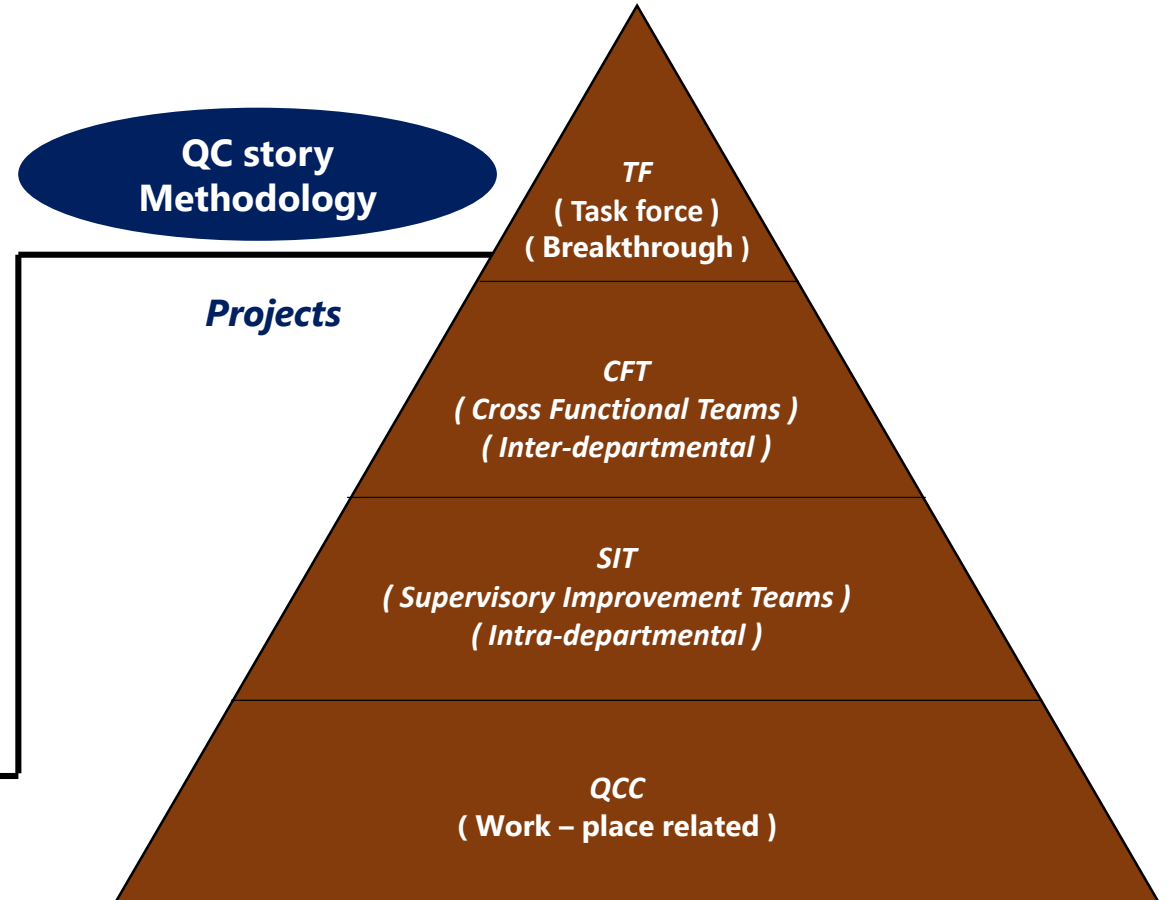 QC story
Methodology
Projects
TF
( Task force )
( Breakthrough )
CFT
( Cross Functional Teams )
( Inter-departmental )
SIT
( Supervisory Improvement Teams )
( Intra-departmental )
QCC
( Work – place related )